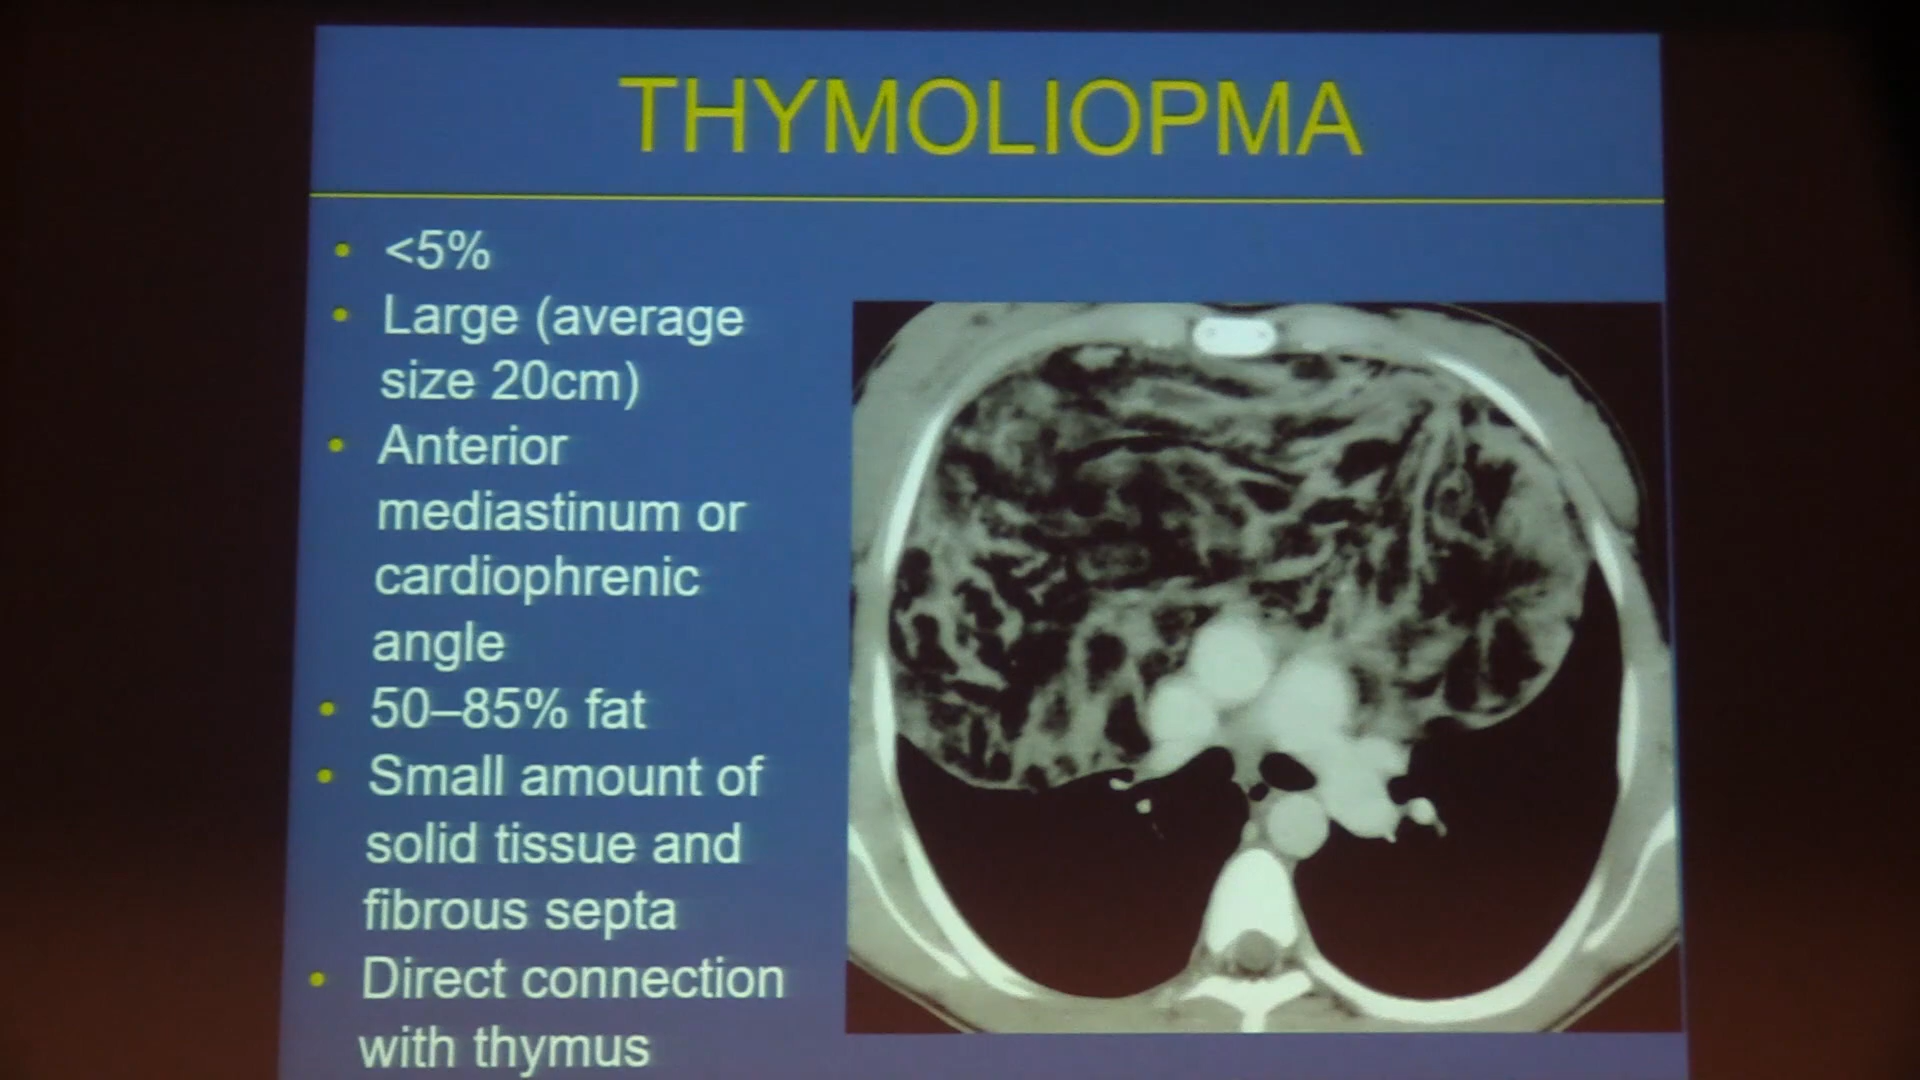 THYMOLIOPMA
• <5%
• Large (average
size 20cm)
• Anterior
mediastinum or
cardiophrenic
angle
• 50–85% fat
• Small amount of
solid tissue and
fibrous septa
• Direct connection
with thymus